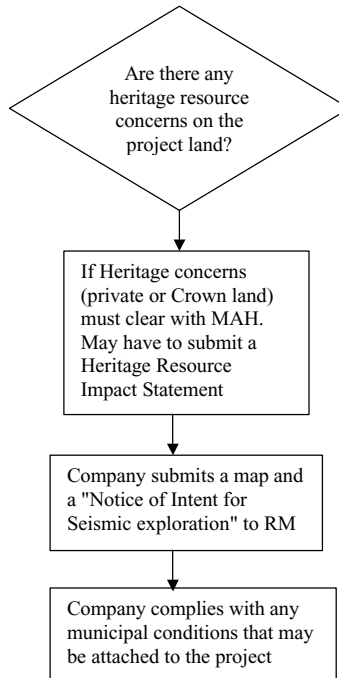 Are there any
heritage resource
concerns on the
project land?
If Heritage concerns
(private or Crown land)
must clear with MAH.
May have to submit a
Heritage Resource
Impact Statement
Company submits a map and
a "Notice of Intent for
Seismic exploration" to RM
Company complies with any
municipal conditions that may
be attached to the project